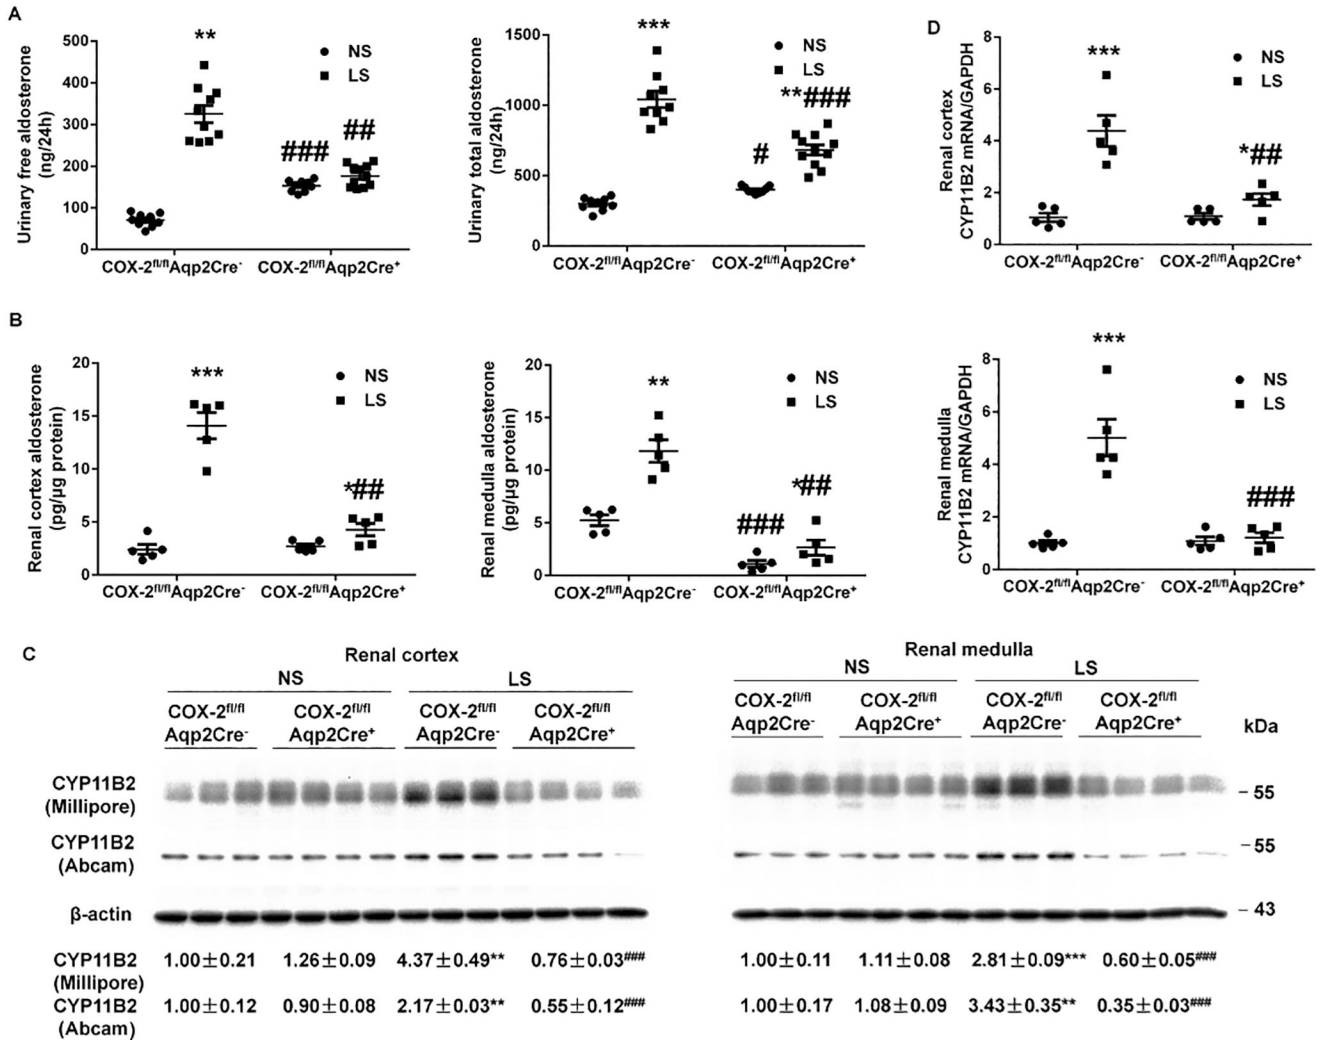 A
Urinary free aldosterone
(ng/24h)
500
400
300
200
100
0
**
###
##
NS
LS
COX-2fl/flAqp2Cre-
COX-2fl/flAqp2Cre+
Urinary total aldosterone
(ng/24h)
1500
1000
500
0
***
#
**###
NS
LS
COX-2fl/flAqp2Cre-
COX-2fl/flAqp2Cre+
D
Renal cortex
CYP11B2 mRNA/GAPDH
8
6
4
2
0
***
*##
NS
LS
COX-2fl/flAqp2Cre-
COX-2fl/flAqp2Cre+
B
Renal cortex aldosterone
(pg/μg protein)
20
15
10
5
0
***
*##
NS
LS
COX-2fl/flAqp2Cre-
COX-2fl/flAqp2Cre+
Renal medulla aldosterone
(pg/μg protein)
20
15
10
5
0
**
###
*##
NS
LS
COX-2fl/flAqp2Cre-
COX-2fl/flAqp2Cre+
Renal medulla
CYP11B2 mRNA/GAPDH
8
6
4
2
0
***
###
NS
LS
COX-2fl/flAqp2Cre-
COX-2fl/flAqp2Cre+
C
Renal cortex
NS LS
COX-2fl/fl COX-2fl/fl COX-2fl/fl COX-2fl/fl
Aqp2Cre- Aqp2Cre+ Aqp2Cre- Aqp2Cre+
Renal medulla
NS LS
COX-2fl/fl COX-2fl/fl COX-2fl/fl COX-2fl/fl
Aqp2Cre- Aqp2Cre+ Aqp2Cre- Aqp2Cre+
kDa
CYP11B2
(Millipore)
- 55
CYP11B2
(Abcam)
- 55
β-actin
- 43
CYP11B2 1.00±0.21 1.26±0.09 4.37±0.49** 0.76±0.03### 1.00±0.11 1.11±0.08 2.81±0.09*** 0.60±0.05###
(Millipore)
CYP11B2 1.00±0.12 0.90±0.08 2.17±0.03** 0.55±0.12### 1.00±0.17 1.08±0.09 3.43±0.35** 0.35±0.03###
(Abcam)